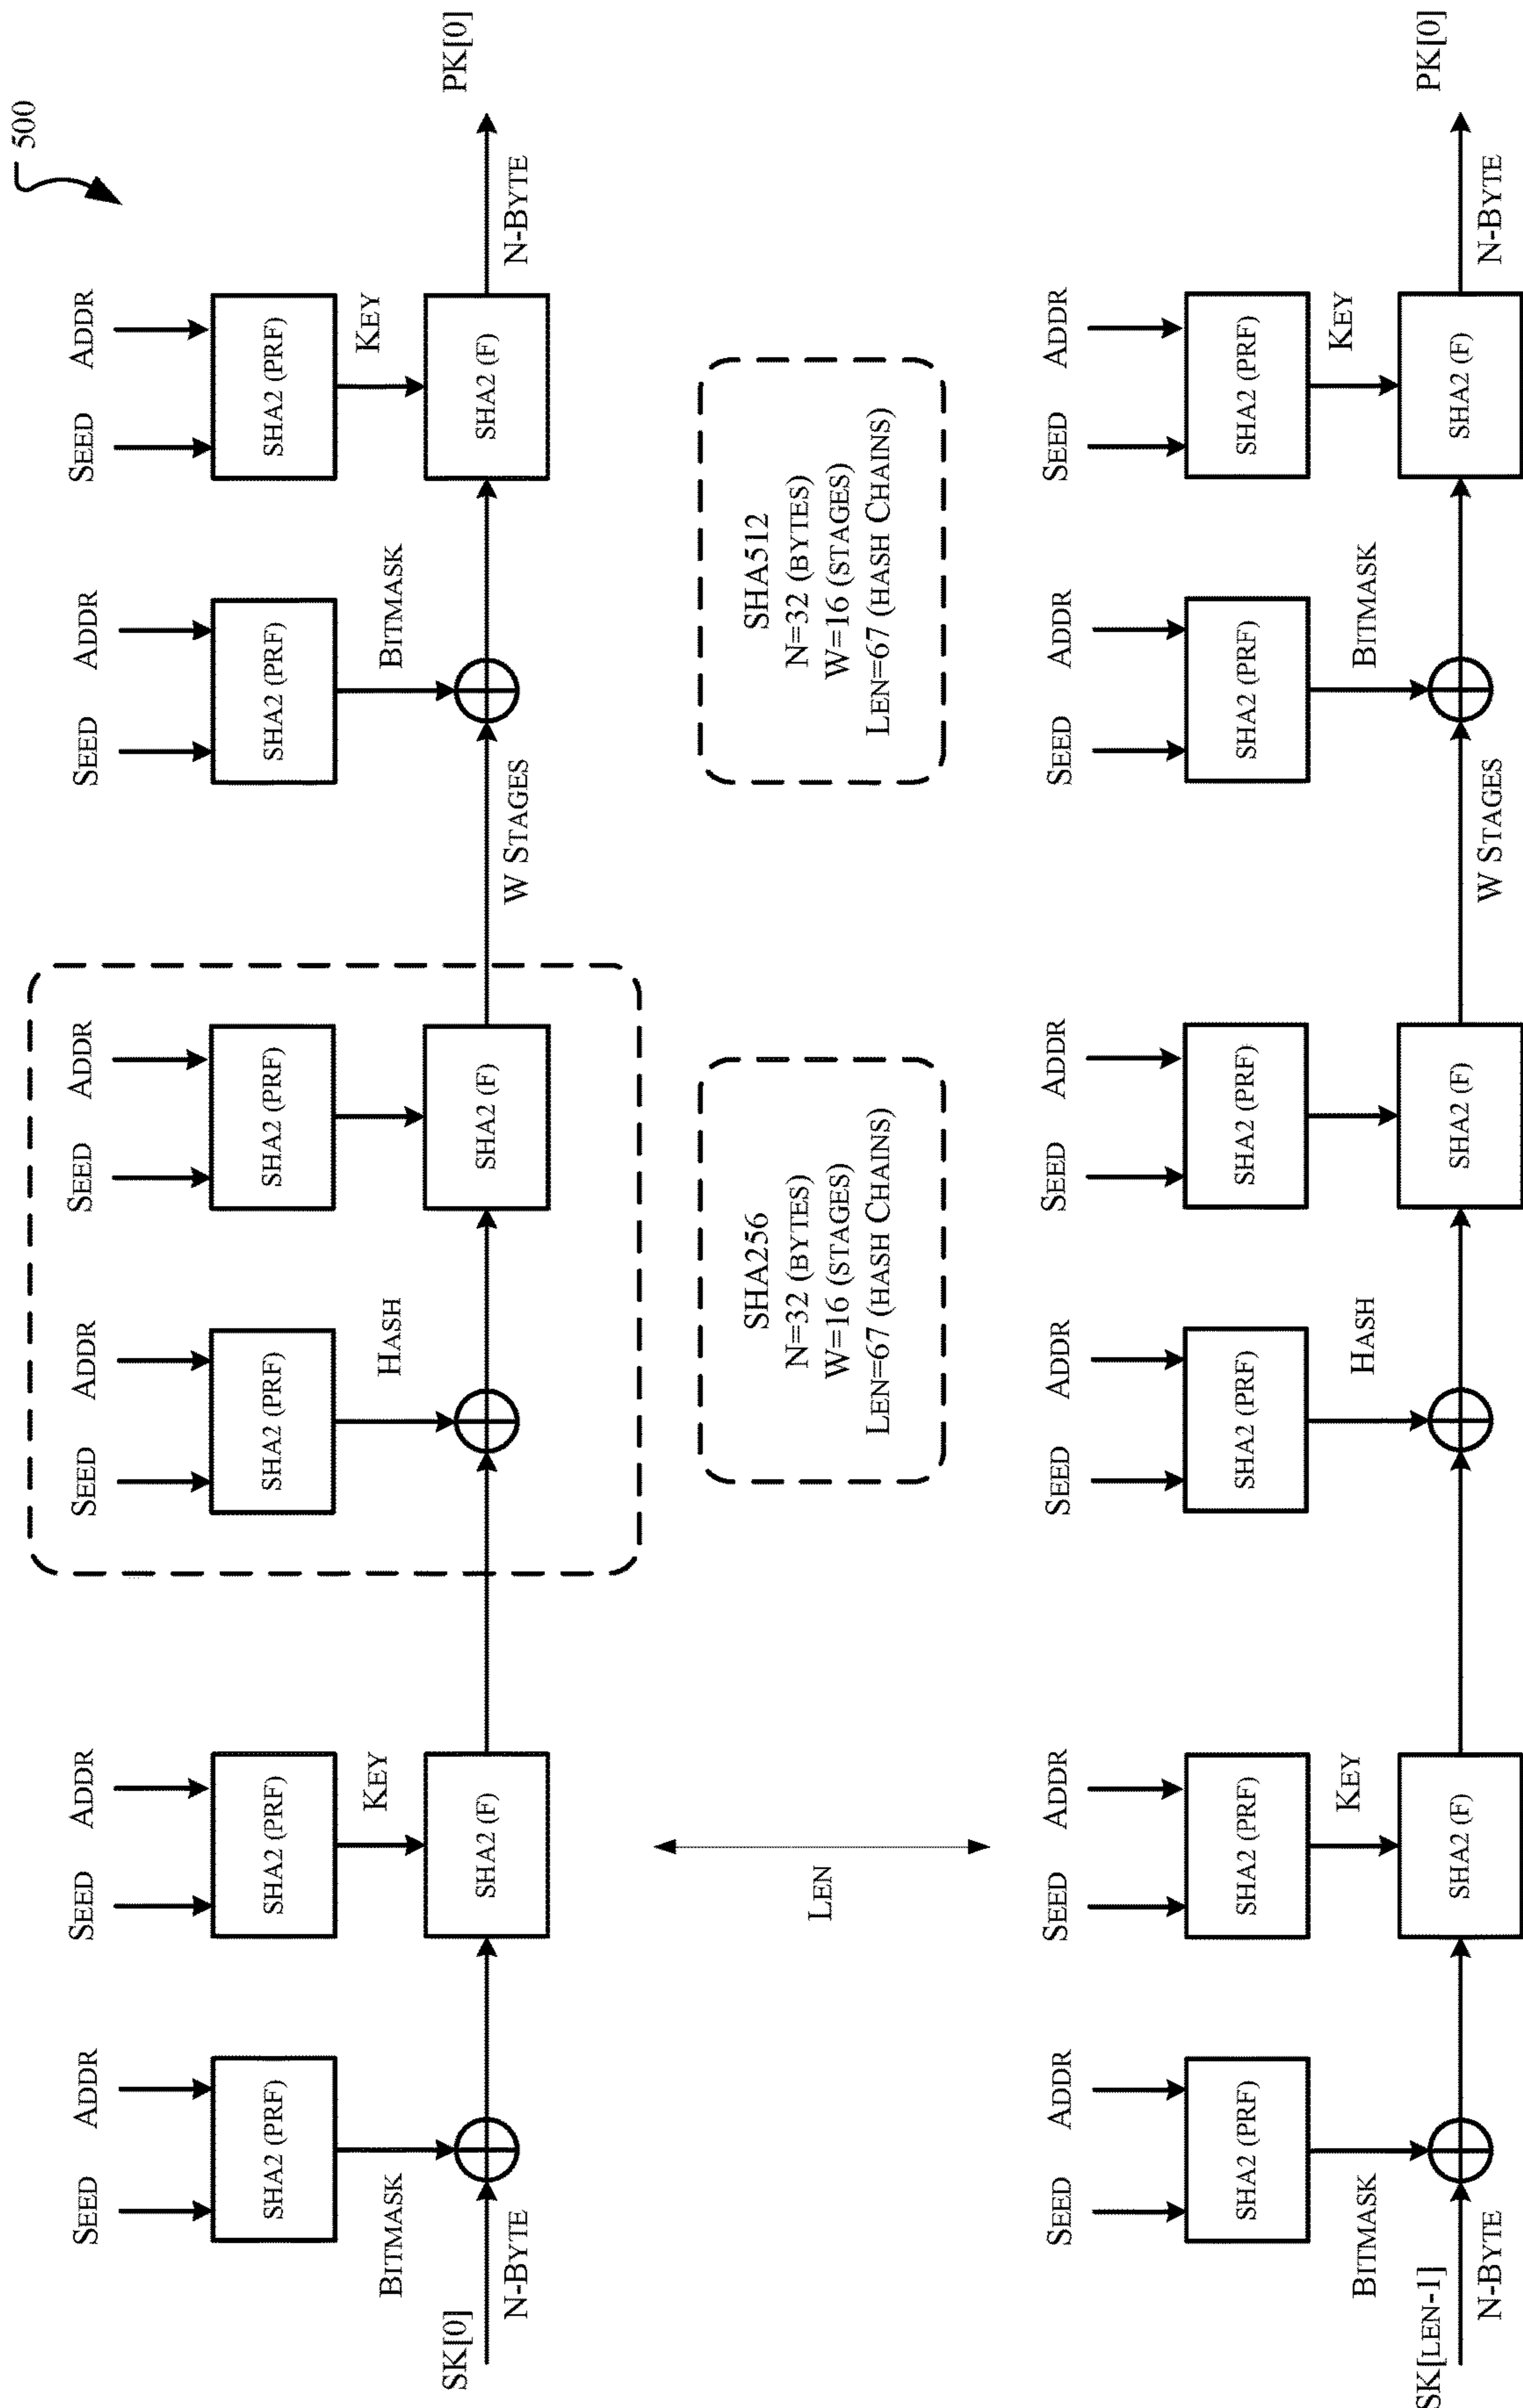 500
SEED ADDR SEED ADDR SEED ADDR SEED ADDR SEED ADDR SEED ADDR
SHA2 (PRF) SHA2 (PRF) SHA2 (PRF) SHA2 (PRF) SHA2 (PRF) SHA2 (PRF)
BITMASK KEY HASH BITMASK KEY
SK[0] SHA2 (F) SHA2 (F) SHA2 (F) PK[0]
N-BYTE W STAGES N-BYTE
LEN
SHA256
N=32 (BYTES)
W=16 (STAGES)
LEN=67 (HASH CHAINS)
SHA512
N=32 (BYTES)
W=16 (STAGES)
LEN=67 (HASH CHAINS)
SEED ADDR SEED ADDR SEED ADDR SEED ADDR SEED ADDR SEED ADDR
SHA2 (PRF) SHA2 (PRF) SHA2 (PRF) SHA2 (PRF) SHA2 (PRF) SHA2 (PRF)
BITMASK KEY HASH BITMASK KEY
SK[LEN-1] SHA2 (F) SHA2 (F) SHA2 (F) PK[0]
N-BYTE W STAGES N-BYTE